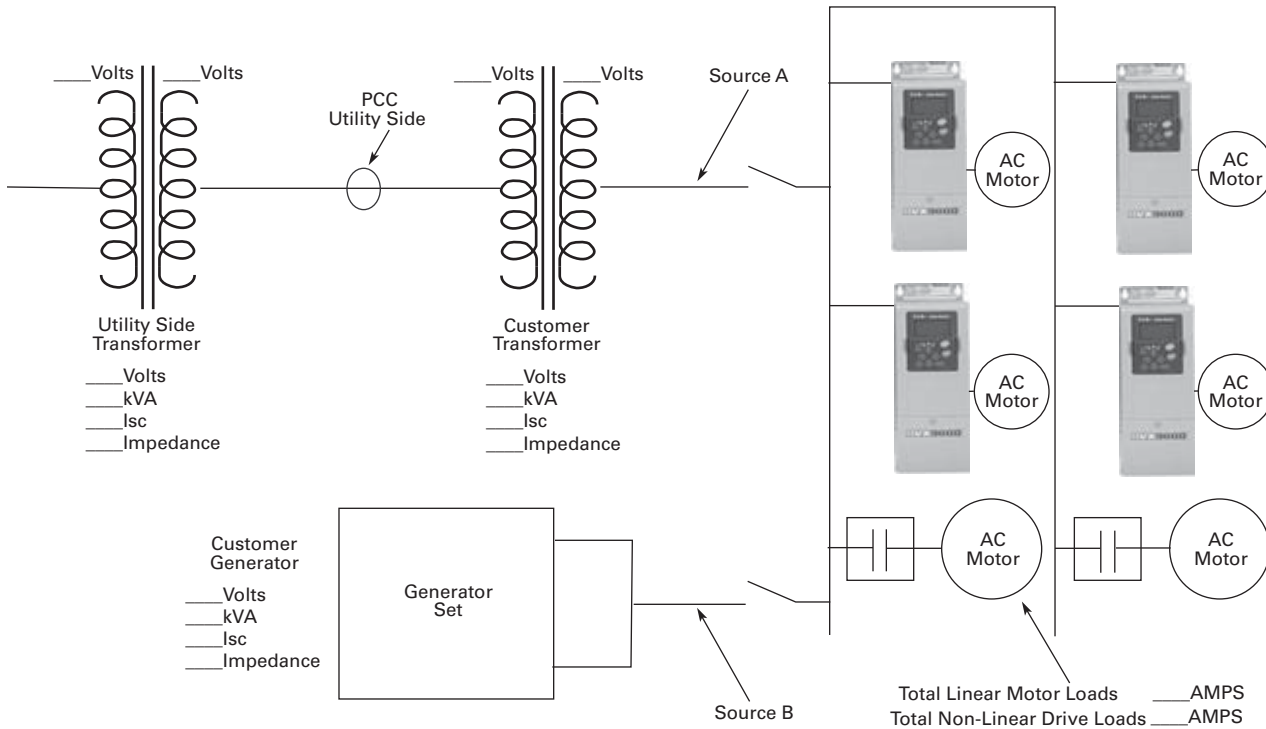 ____Volts ____Volts
PCC
Utility Side
____Volts ____Volts
Source A
AC
Motor
AC
Motor
Utility Side
Transformer
____Volts
____kVA
____Isc
____Impedance
Customer
Transformer
____Volts
____kVA
____Isc
____Impedance
AC
Motor
AC
Motor
Customer
Generator
____Volts
____kVA
____Isc
____Impedance
Generator
Set
Source B
AC
Motor
AC
Motor
Total Linear Motor Loads ____AMPS
Total Non-Linear Drive Loads ____AMPS